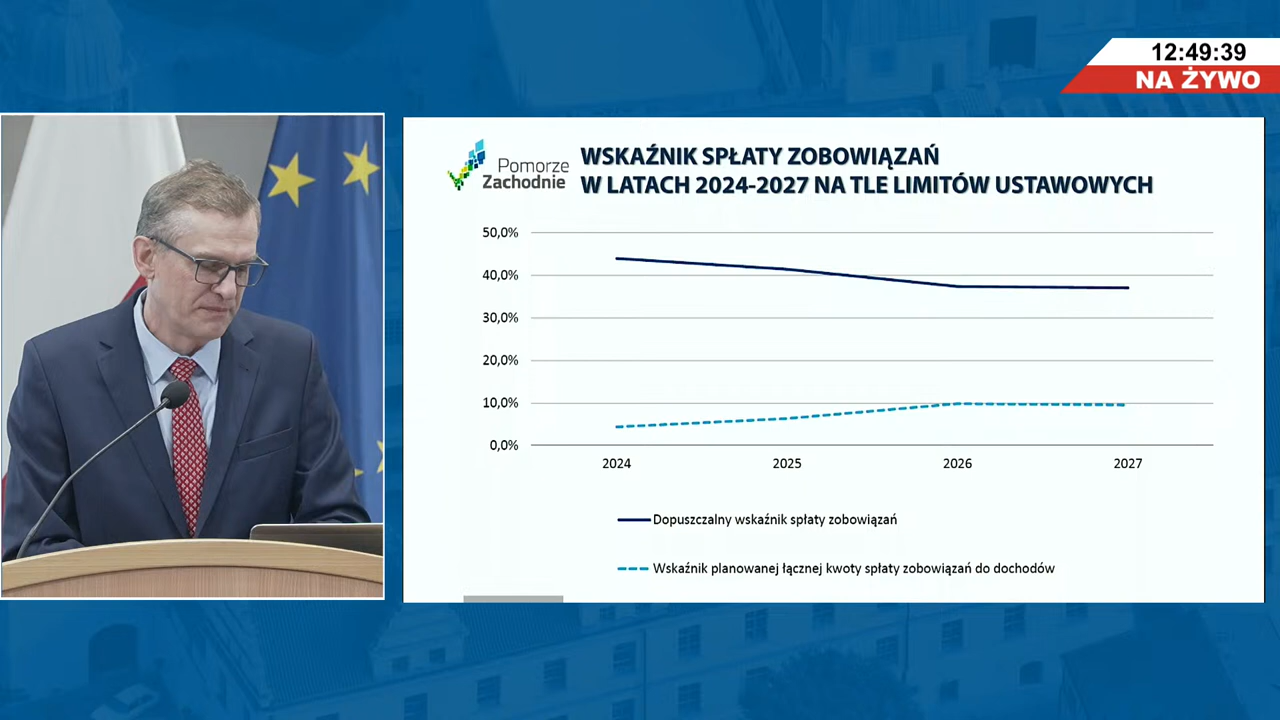 12:49:39
NA ŻYWO
Pomorze
Zachodnie
WSKAŹNIK SPŁATY ZOBOWIĄZAŃ
W LATACH 2024-2027 NA TLE LIMITÓW USTAWOWYCH
50,0%
40,0%
30,0%
20,0%
10,0%
0,0%
2024 2025 2026 2027
Dopuszczalny wskaźnik spłaty zobowiązań
Wskaźnik planowanej łącznej kwoty spłaty zobowiązań do dochodów